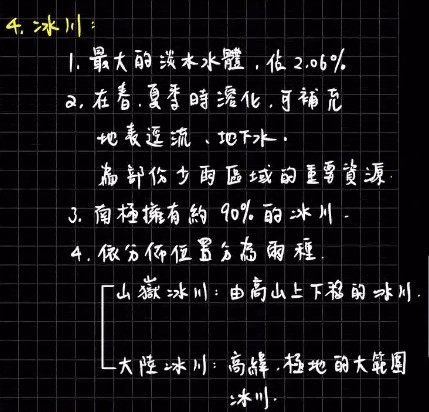 4. 冰川：
1. 最大的淡水水體，佔 2.06%
2. 在春、夏季時溶化，可補充
地表逕流、地下水。
為部份少雨區域的重要資源.
3. 南極擁有約 90% 的冰川.
4. 依分佈位置分為兩種.
山嶽冰川：由高山上下移的冰川.
大陸冰川：高緯、極地的大範圍
冰川.